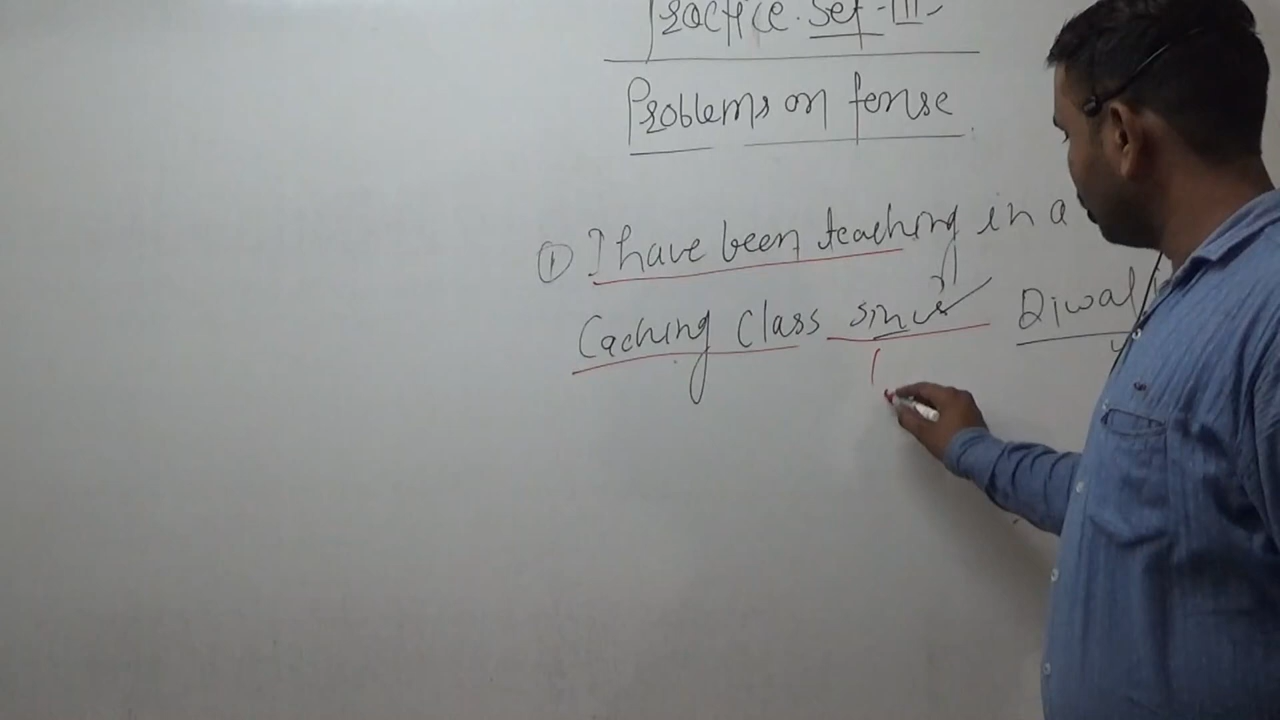 Practice Set - III
Problems on tense
① I have been teaching in a
Caching Class since Diwali